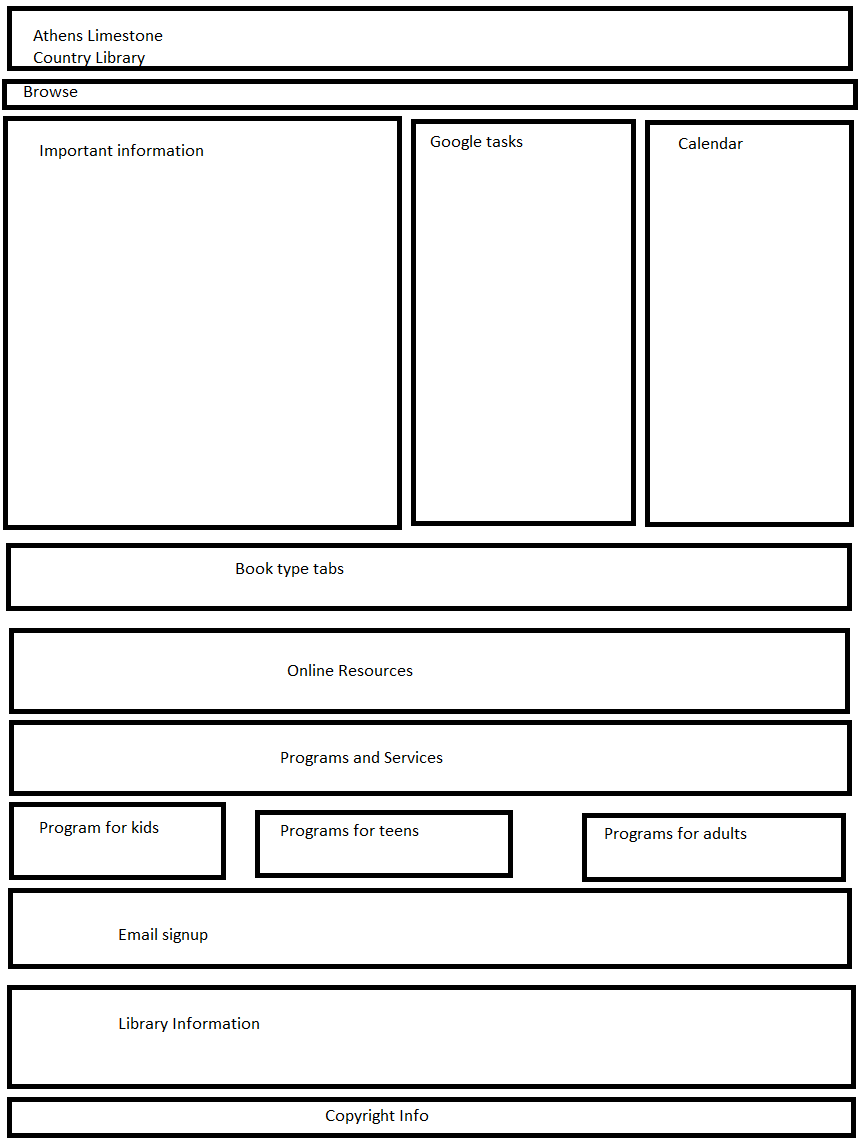 Athens Limestone
Country Library
Browse
Important information
Google tasks
Calendar
Book type tabs
Online Resources
Programs and Services
Program for kids
Programs for teens
Programs for adults
Email signup
Library Information
Copyright Info